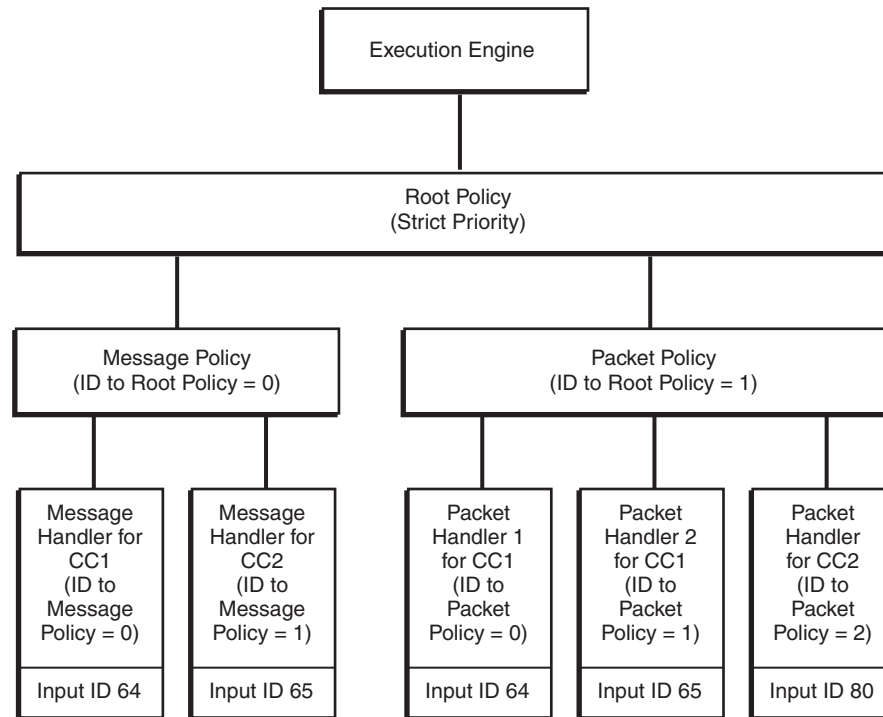 Execution Engine
Root Policy
(Strict Priority)
Message Policy
(ID to Root Policy = 0)
Packet Policy
(ID to Root Policy = 1)
Message
Handler for
CC1
(ID to
Message
Policy = 0)
Input ID 64
Message
Handler for
CC2
(ID to
Message
Policy = 1)
Input ID 65
Packet
Handler 1
for CC1
(ID to
Packet
Policy = 0)
Input ID 64
Packet
Handler 2
for CC1
(ID to
Packet
Policy = 1)
Input ID 65
Packet
Handler
for CC2
(ID to
Packet
Policy = 2)
Input ID 80